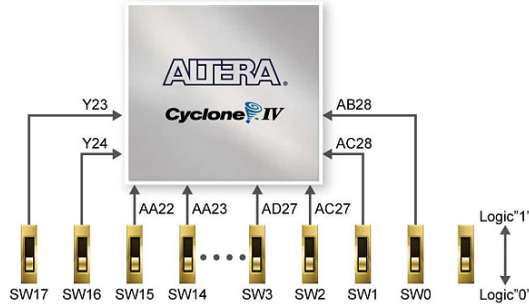 ALTERA.
Cyclone IV
Y23
AB28
Y24
AC28
AA22
AA23
AD27
AC27
Logic"1"
SW17
SW16
SW15
SW14
SW3
SW2
SW1
SW0
Logic"0"